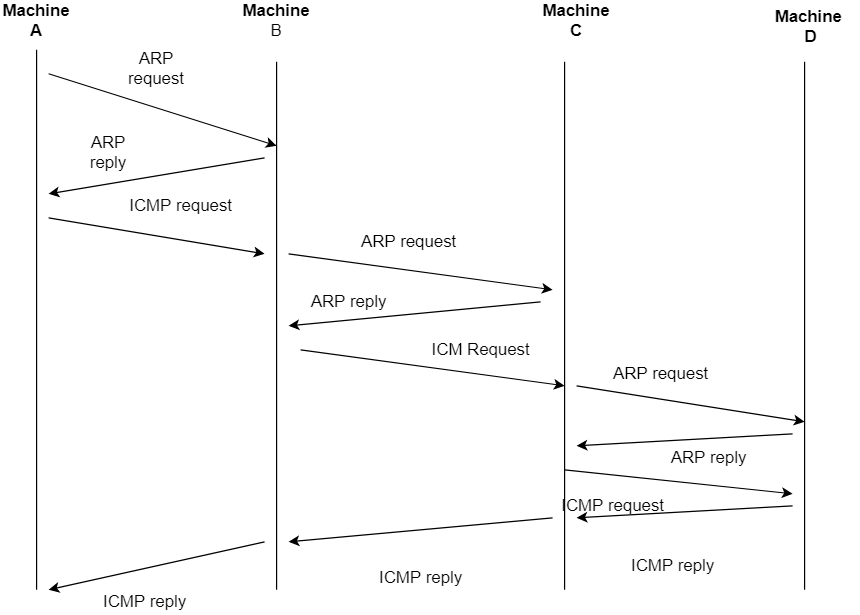 Machine
A
Machine
B
Machine
C
Machine
D
ARP
request
ARP
reply
ICMP request
ARP request
ARP reply
ICM Request
ARP request
ARP reply
ICMP request
ICMP reply
ICMP reply
ICMP reply